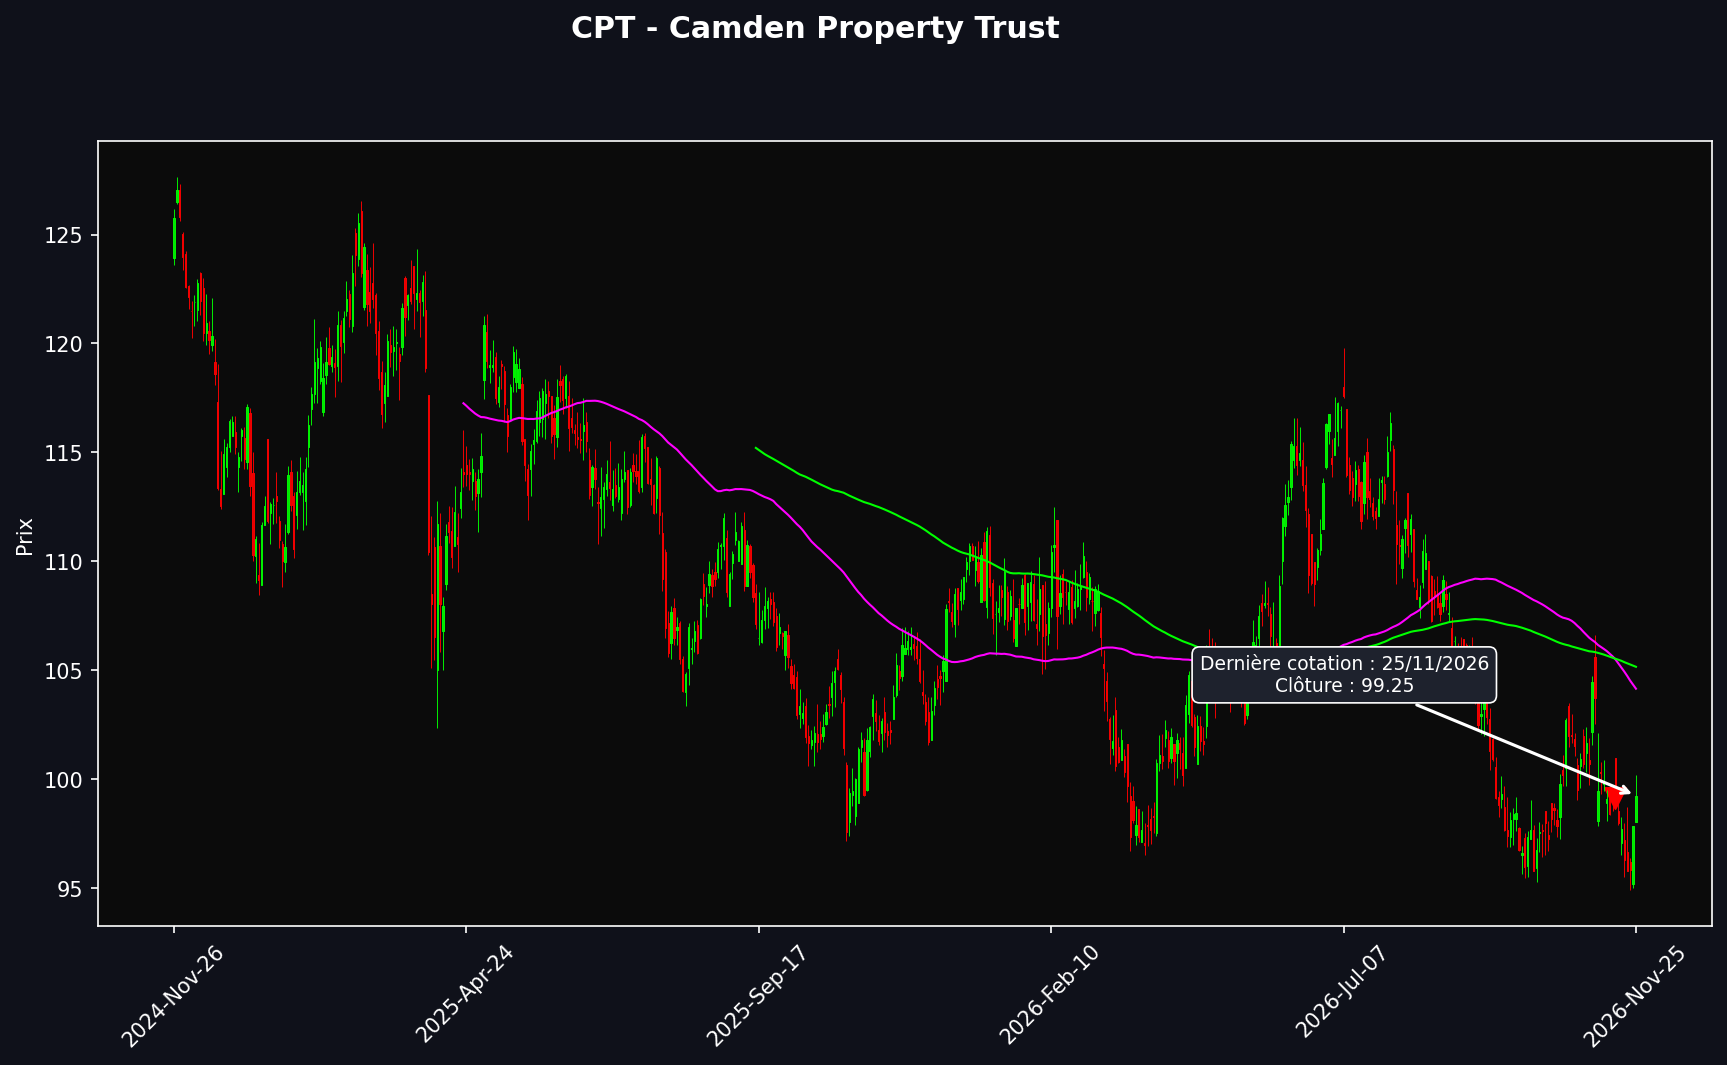 CPT - Camden Property Trust
Prix
125
120
115
110
105
100
95
Dernière cotation : 25/11/2026
Clôture : 99.25
2024-Nov-26
2025-Apr-24
2025-Sep-17
2026-Feb-10
2026-Jul-07
2026-Nov-25